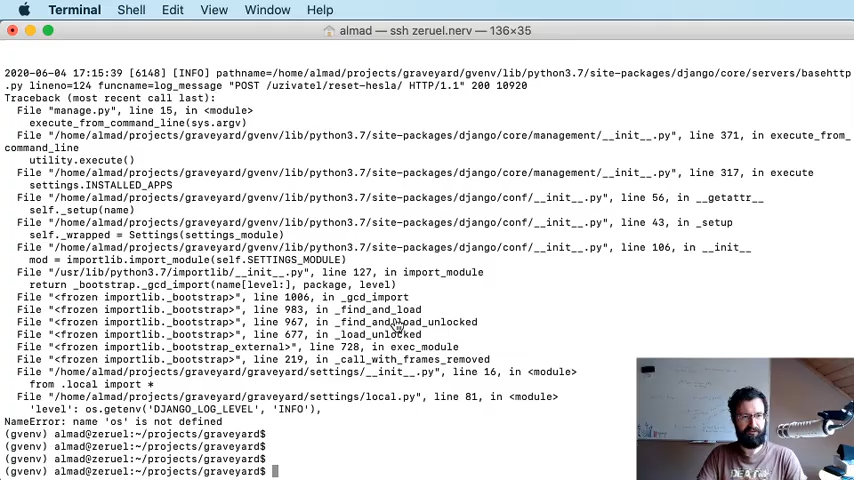 Terminal Shell Edit View Window Help
almad — ssh zeruel.nerv — 136×35
2020-06-04 17:15:39 [6148] [INFO] pathname=/home/almad/projects/graveyard/gvenv/lib/python3.7/site-packages/django/core/servers/basehttp
.py lineno=124 funcname=log_message "POST /uzivatel/reset-hesla/ HTTP/1.1" 200 10920
Traceback (most recent call last):
File "manage.py", line 15, in <module>
execute_from_command_line(sys.argv)
File "/home/almad/projects/graveyard/gvenv/lib/python3.7/site-packages/django/core/management/__init__.py", line 371, in execute_from_
command_line
utility.execute()
File "/home/almad/projects/graveyard/gvenv/lib/python3.7/site-packages/django/core/management/__init__.py", line 317, in execute
settings.INSTALLED_APPS
File "/home/almad/projects/graveyard/gvenv/lib/python3.7/site-packages/django/conf/__init__.py", line 56, in __getattr__
self._setup(name)
File "/home/almad/projects/graveyard/gvenv/lib/python3.7/site-packages/django/conf/__init__.py", line 43, in _setup
self._wrapped = Settings(settings_module)
File "/home/almad/projects/graveyard/gvenv/lib/python3.7/site-packages/django/conf/__init__.py", line 106, in __init__
mod = importlib.import_module(self.SETTINGS_MODULE)
File "/usr/lib/python3.7/importlib/__init__.py", line 127, in import_module
return _bootstrap._gcd_import(name[level:], package, level)
File "<frozen importlib._bootstrap>", line 1006, in _gcd_import
File "<frozen importlib._bootstrap>", line 983, in _find_and_load
File "<frozen importlib._bootstrap>", line 967, in _find_and_load_unlocked
File "<frozen importlib._bootstrap>", line 677, in _load_unlocked
File "<frozen importlib._bootstrap_external>", line 728, in exec_module
File "<frozen importlib._bootstrap>", line 219, in _call_with_frames_removed
File "/home/almad/projects/graveyard/graveyard/settings/__init__.py", line 16, in <module>
from .local import *
File "/home/almad/projects/graveyard/graveyard/settings/local.py", line 81, in <module>
'level': os.getenv('DJANGO_LOG_LEVEL', 'INFO'),
NameError: name 'os' is not defined
(gvenv) almad@zeruel:~/projects/graveyard$
(gvenv) almad@zeruel:~/projects/graveyard$
(gvenv) almad@zeruel:~/projects/graveyard$
(gvenv) almad@zeruel:~/projects/graveyard$